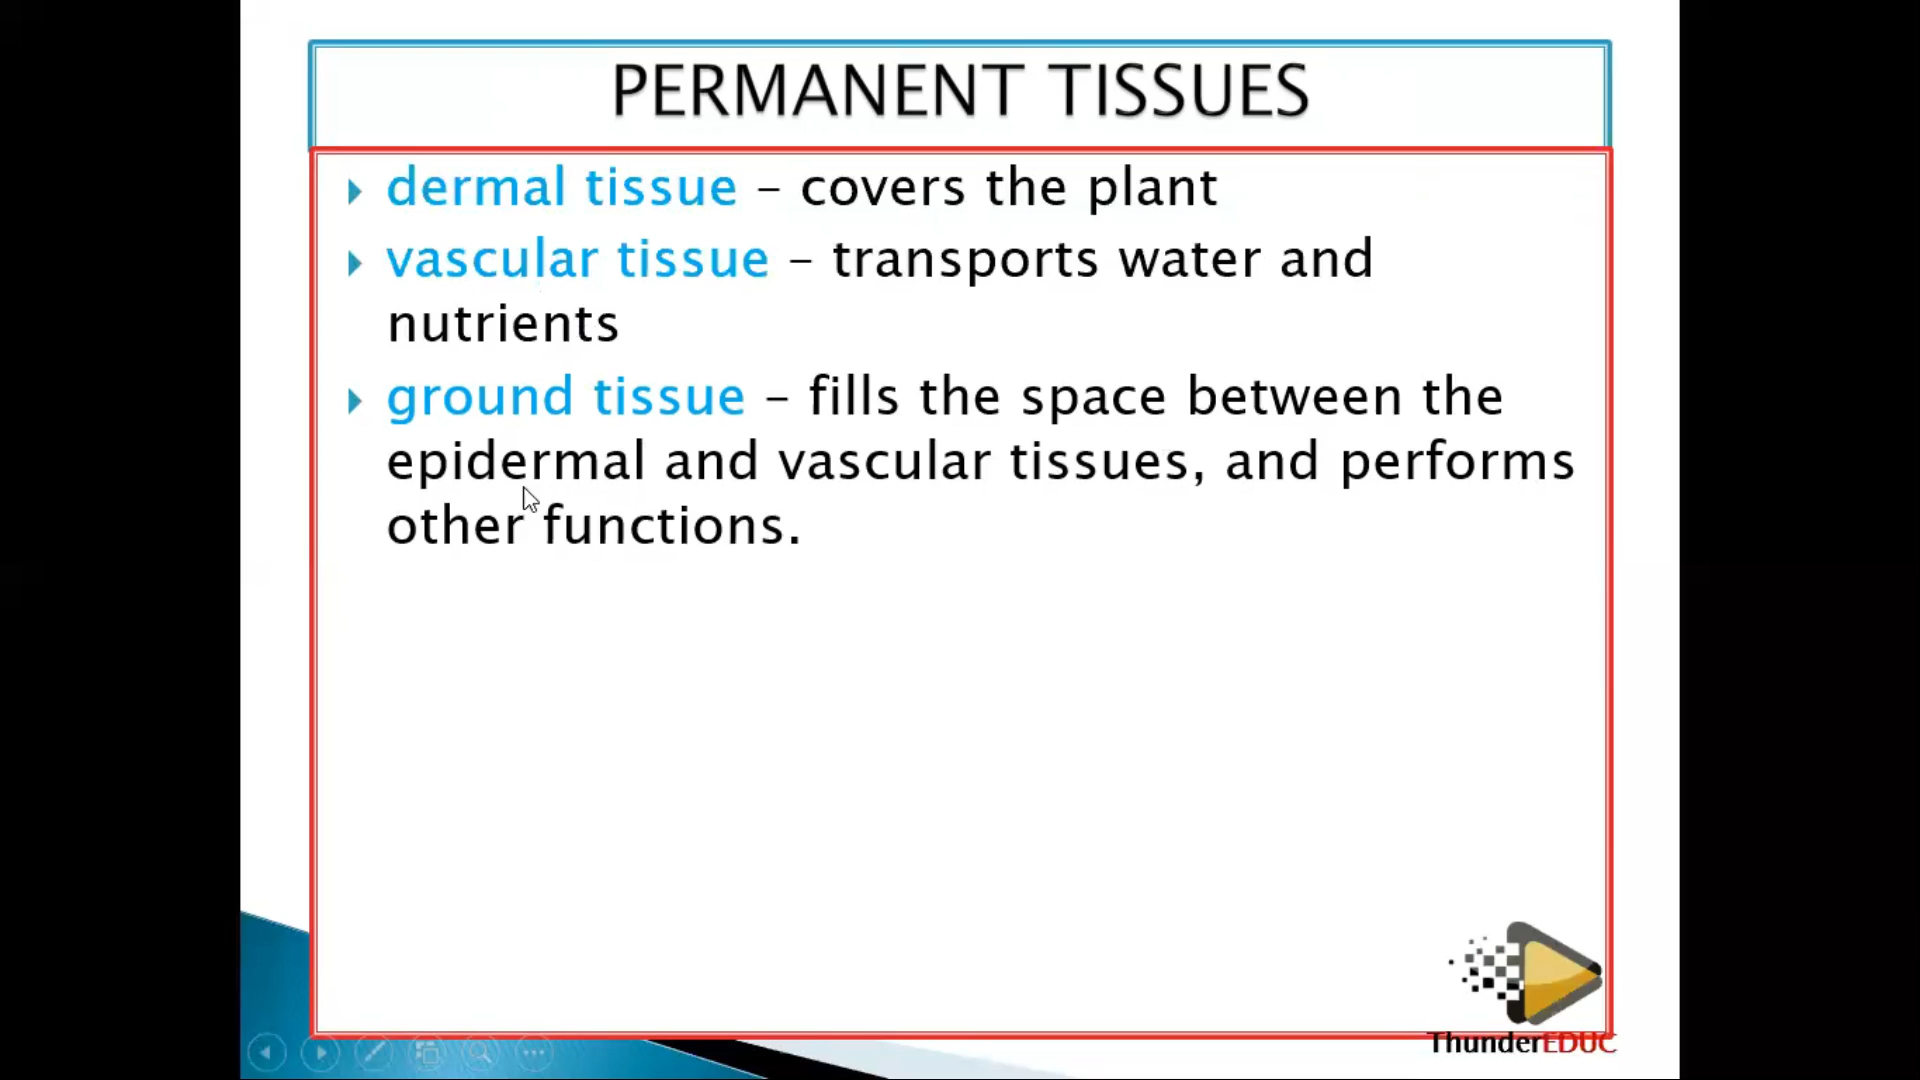 PERMANENT TISSUES
dermal tissue – covers the plant
vascular tissue – transports water and
nutrients
ground tissue – fills the space between the
epidermal and vascular tissues, and performs
other functions.
ThunderEDUC